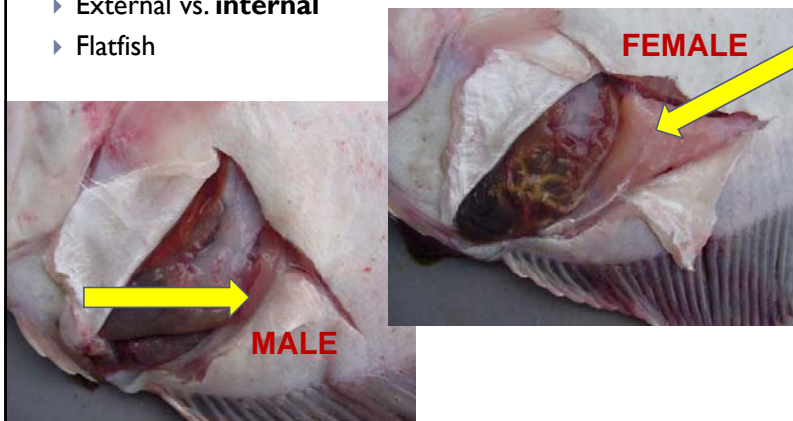 ▸ External vs. internal
▸ Flatfish
FEMALE
MALE